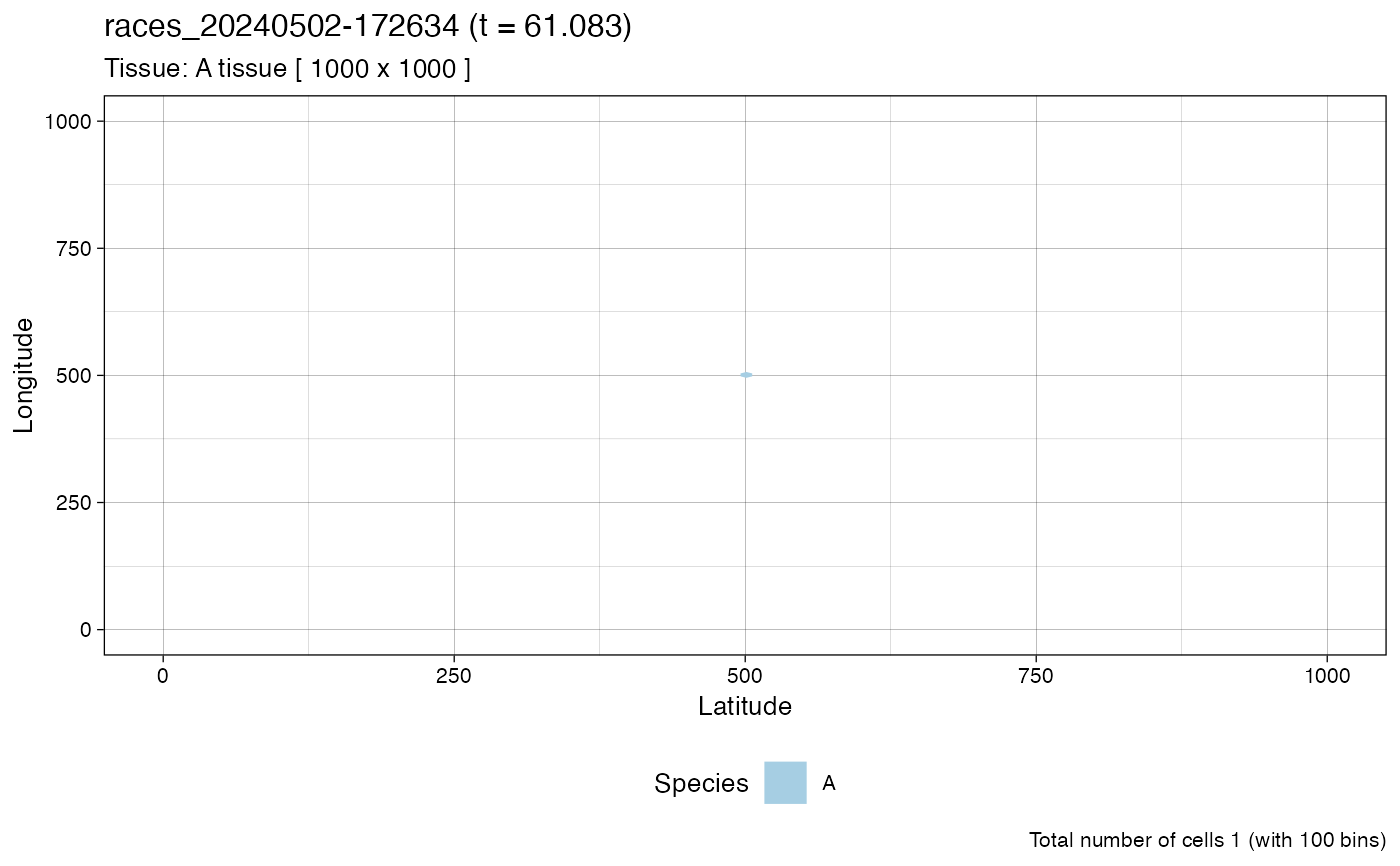 races_20240502-172634 (t = 61.083)
Tissue: A tissue [ 1000 x 1000 ]
1000
750
500
250
0
Longitude
0 250 500 750 1000
Latitude
Species A
Total number of cells 1 (with 100 bins)